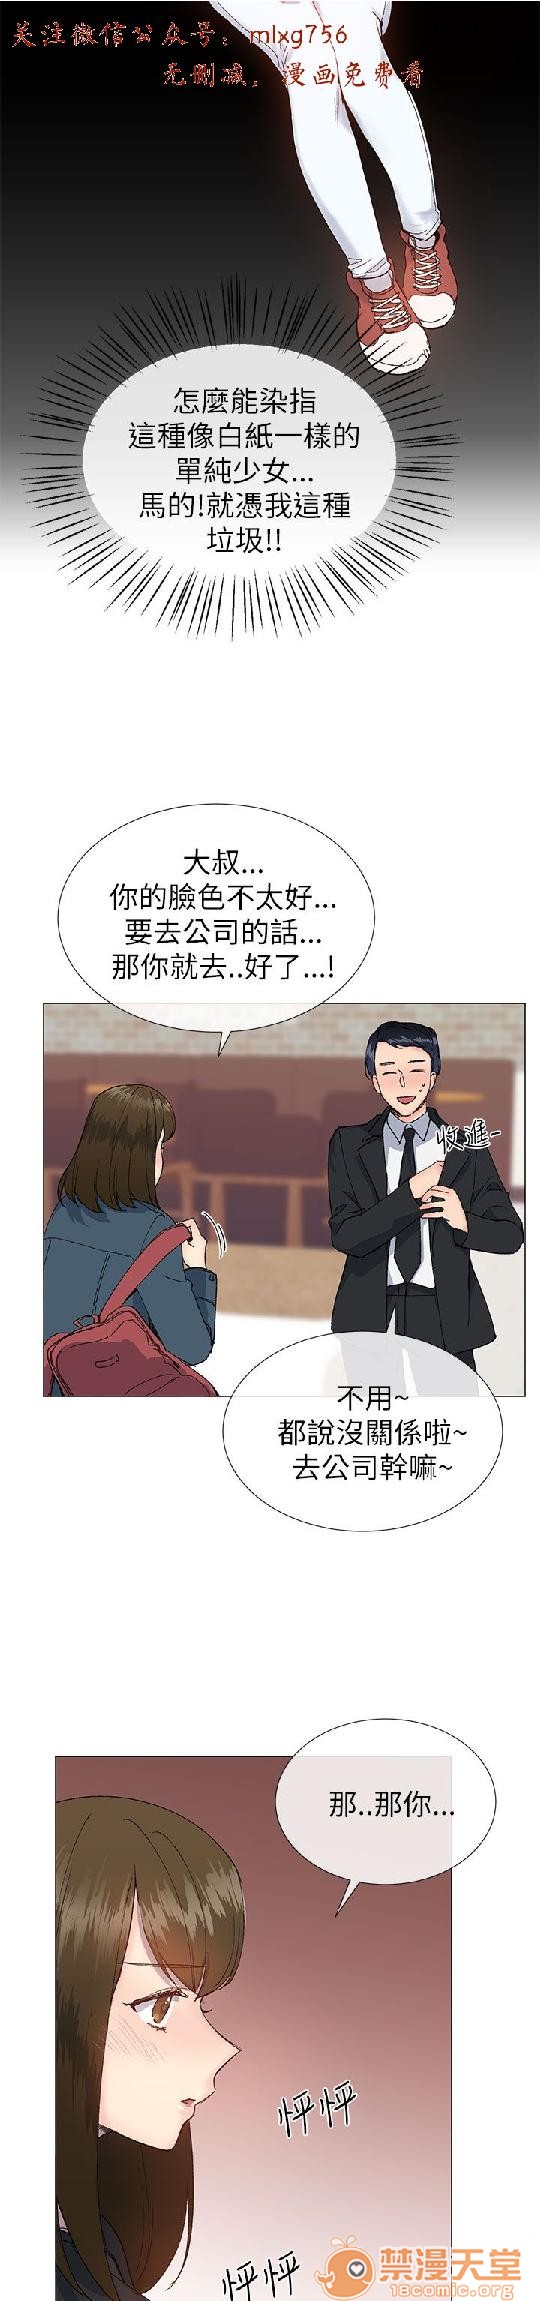 关注微信公众号：mlxg756
无删减，漫画免费看
怎麼能染指
這種像白紙一樣的
單純少女...
馬的!就憑我這種
垃圾!!
大叔...
你的臉色不太好...
要去公司的話...
那你就去..好了...!
收進-
不用~
都說沒關係啦~
去公司幹嘛~
那..那你...
怦怦
怦怦
禁漫天堂
18comic.org